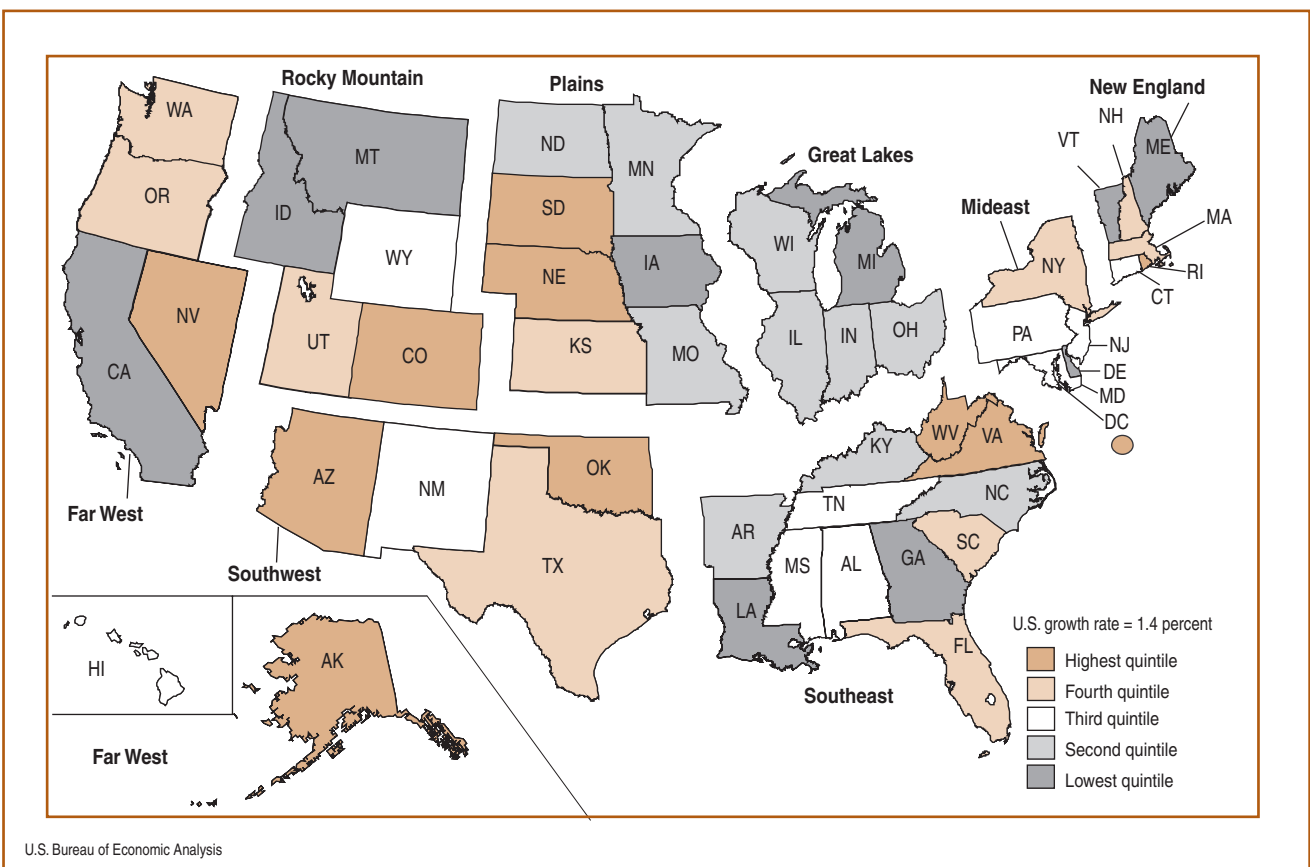 Rocky Mountain
Plains
New England
WA
MT
ND
MN
NH
VT
ME
Great Lakes
OR
ID
SD
WI
MI
Mideast
MA
WY
IA
NY
RI
NV
NE
CT
UT
CO
KS
MO
IL
IN
OH
PA
NJ
CA
DE
MD
DC
AZ
NM
OK
KY
WV
VA
Far West
TN
NC
TX
AR
MS
AL
GA
SC
Southwest
LA
FL
HI
AK
Southeast
Far West
U.S. growth rate = 1.4 percent
Highest quintile
Fourth quintile
Third quintile
Second quintile
Lowest quintile
U.S. Bureau of Economic Analysis